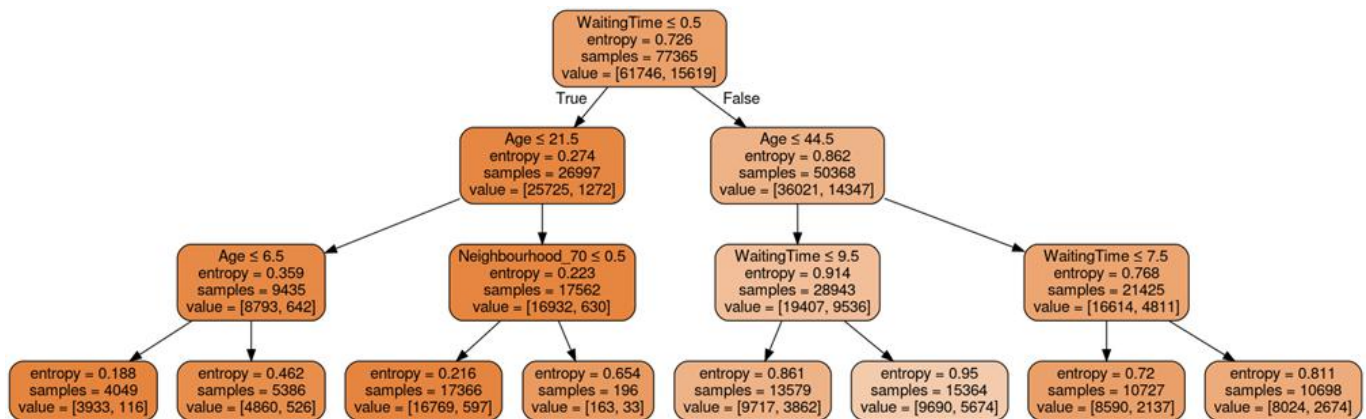 WaitingTime ≤ 0.5
entropy = 0.726
samples = 77365
value = [61746, 15619]
True
False
Age ≤ 21.5
entropy = 0.274
samples = 26997
value = [25725, 1272]
Age ≤ 44.5
entropy = 0.862
samples = 50368
value = [36021, 14347]
Age ≤ 6.5
entropy = 0.359
samples = 9435
value = [8793, 642]
Neighbourhood_70 ≤ 0.5
entropy = 0.223
samples = 17562
value = [16932, 630]
WaitingTime ≤ 9.5
entropy = 0.914
samples = 28943
value = [19407, 9536]
WaitingTime ≤ 7.5
entropy = 0.768
samples = 21425
value = [16614, 4811]
entropy = 0.188
samples = 4049
value = [3933, 116]
entropy = 0.462
samples = 5386
value = [4860, 526]
entropy = 0.216
samples = 17366
value = [16769, 597]
entropy = 0.654
samples = 196
value = [163, 33]
entropy = 0.861
samples = 13579
value = [9717, 3862]
entropy = 0.95
samples = 15364
value = [9690, 5674]
entropy = 0.72
samples = 10727
value = [8590, 2137]
entropy = 0.811
samples = 10698
value = [8024, 2674]